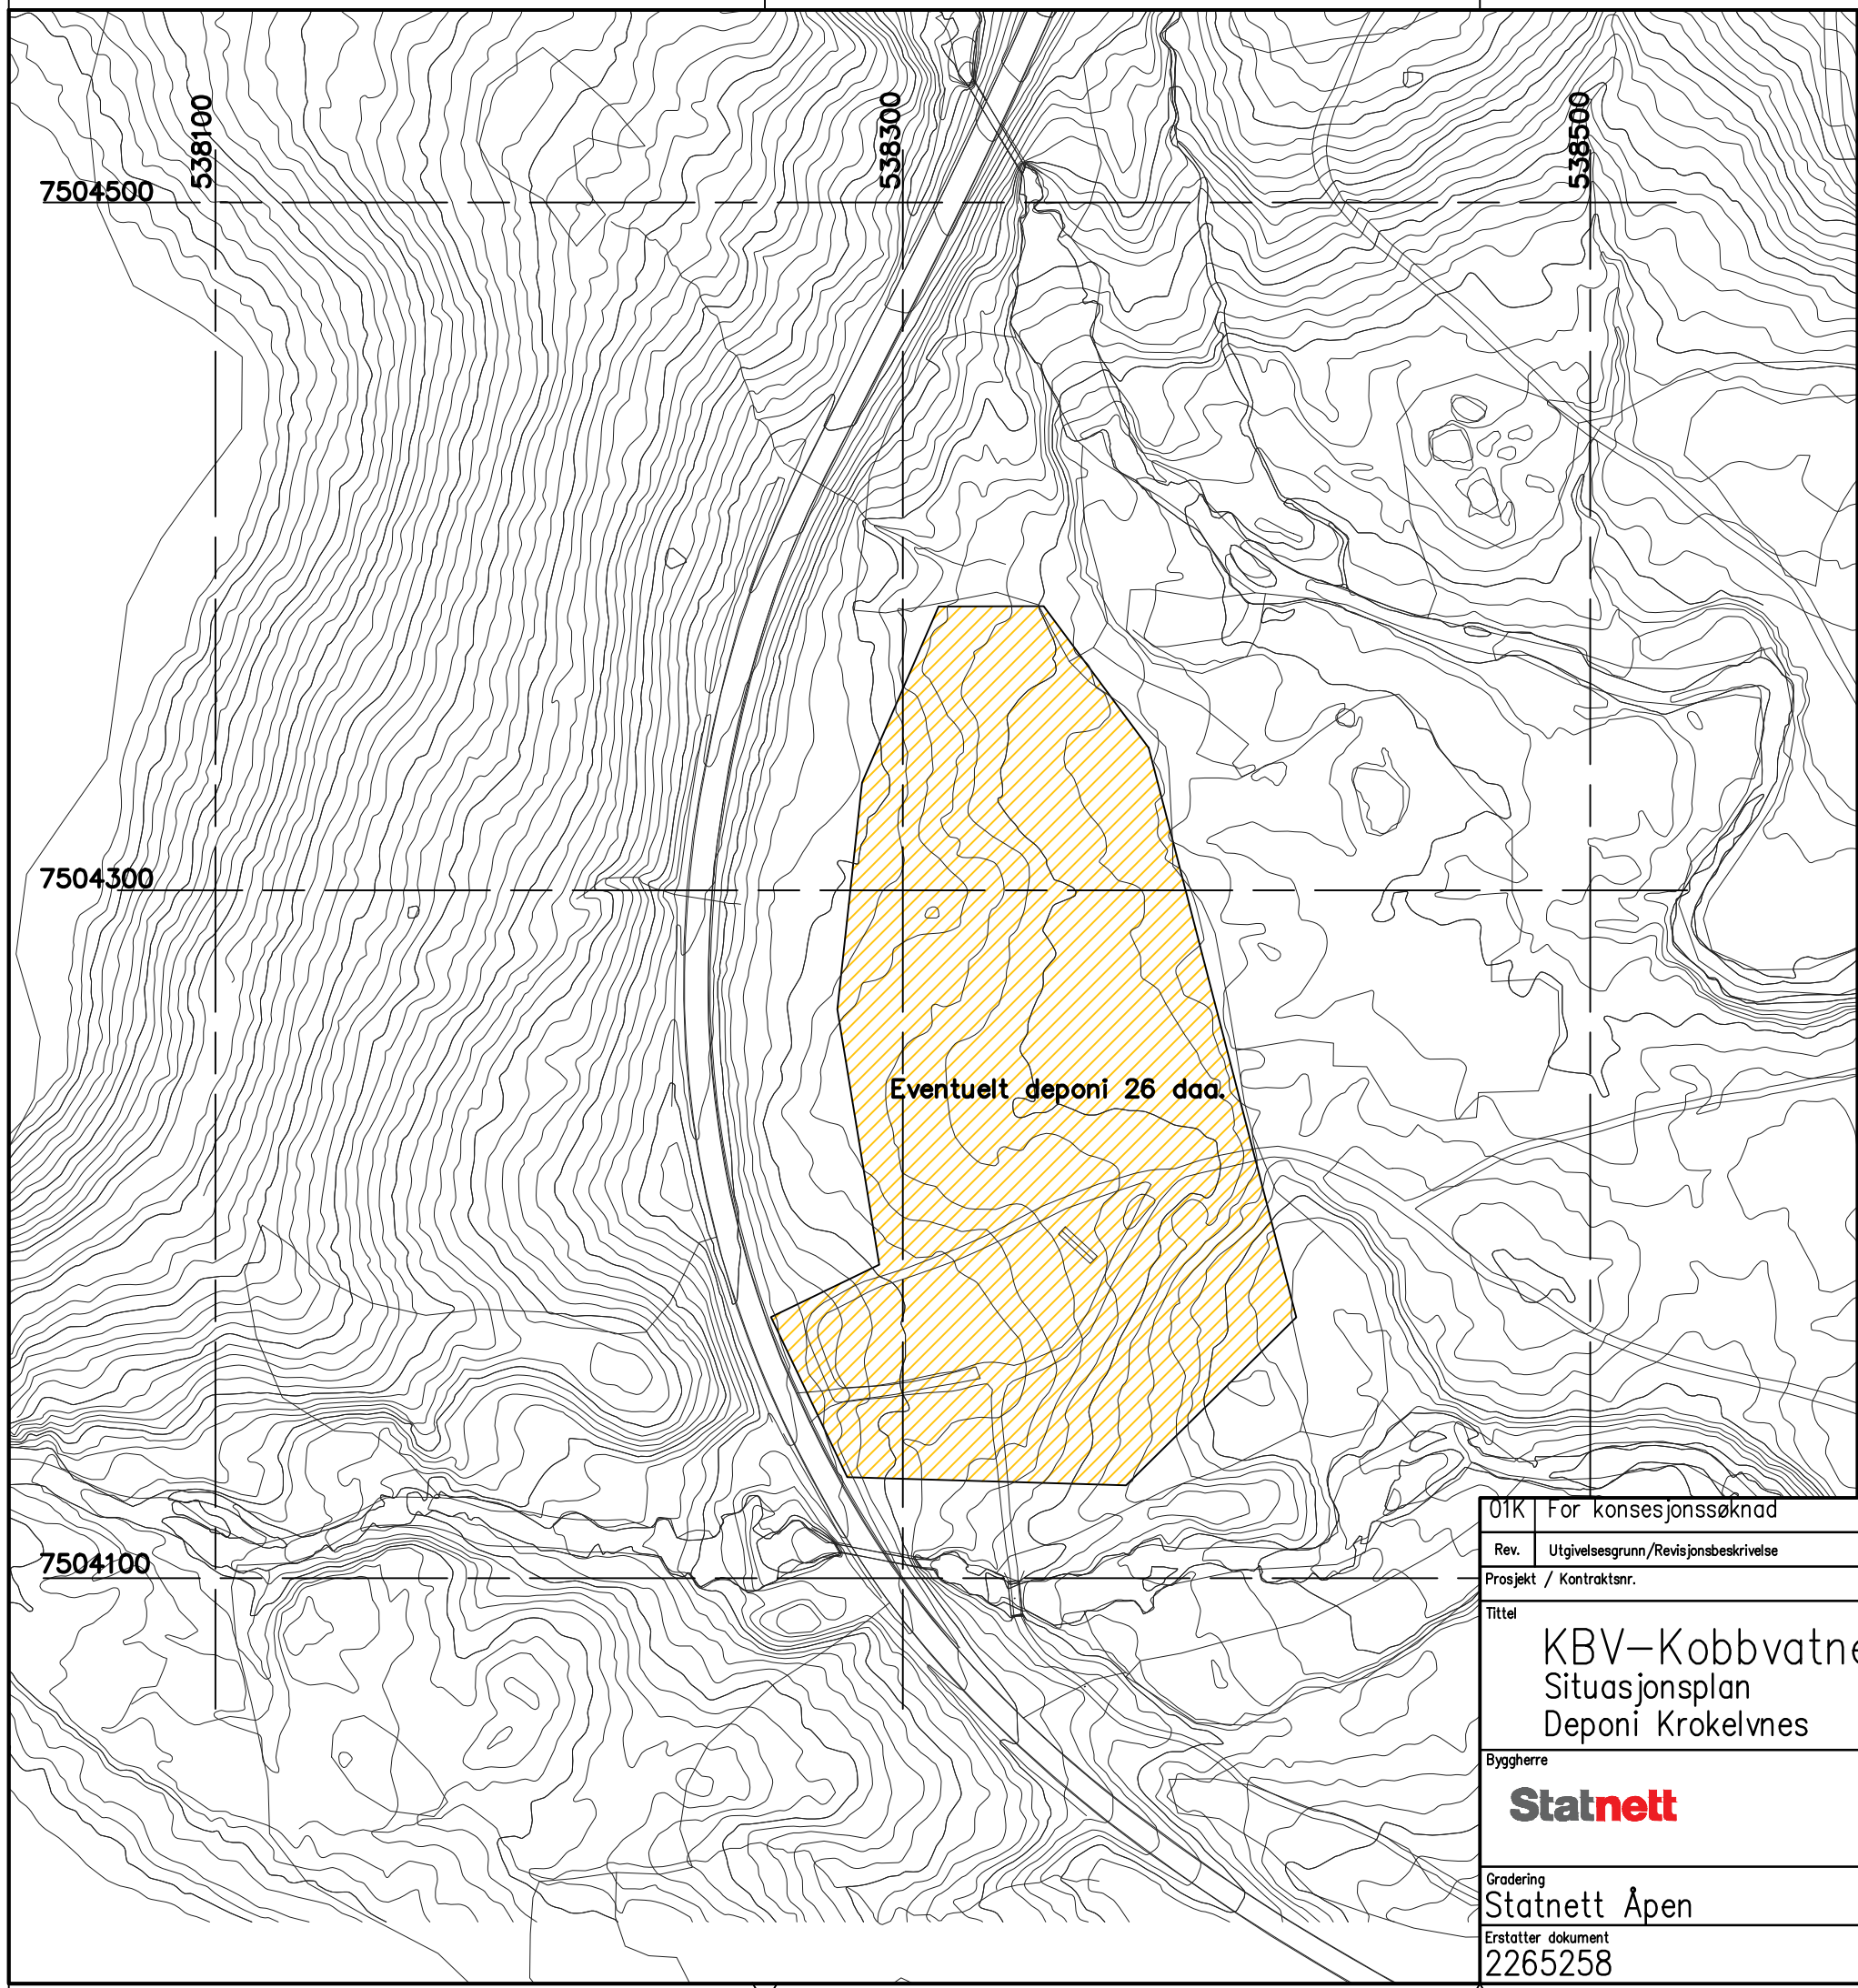 538100
538300
538500
7504500
7504300
Eventuelt deponi 26 daa.
7504100
01K For konsesjonssøknad
Rev. Utgivelsesgrunn/Revisjonsbeskrivelse
Prosjekt / Kontraktsnr.
Tittel
KBV-Kobbvatne
Situasjonsplan
Deponi Krokelvnes
Byggherre
Statnett
Gradering
Statnett Åpen
Erstatter dokument
2265258